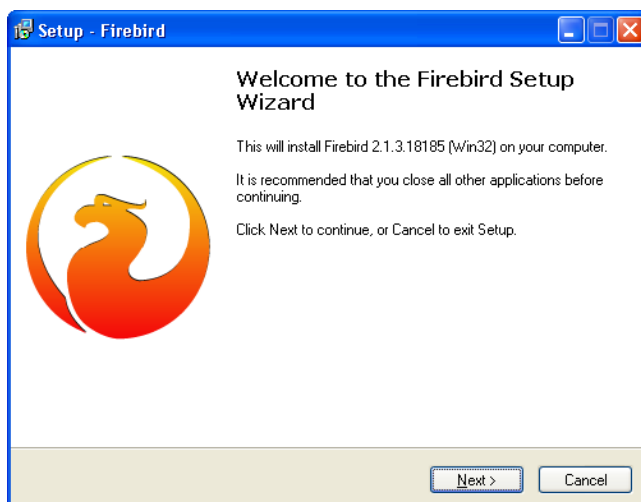 Setup - Firebird
Welcome to the Firebird Setup
Wizard
This will install Firebird 2.1.3.18185 (Win32) on your computer.
It is recommended that you close all other applications before
continuing.
Click Next to continue, or Cancel to exit Setup.
Next >
Cancel